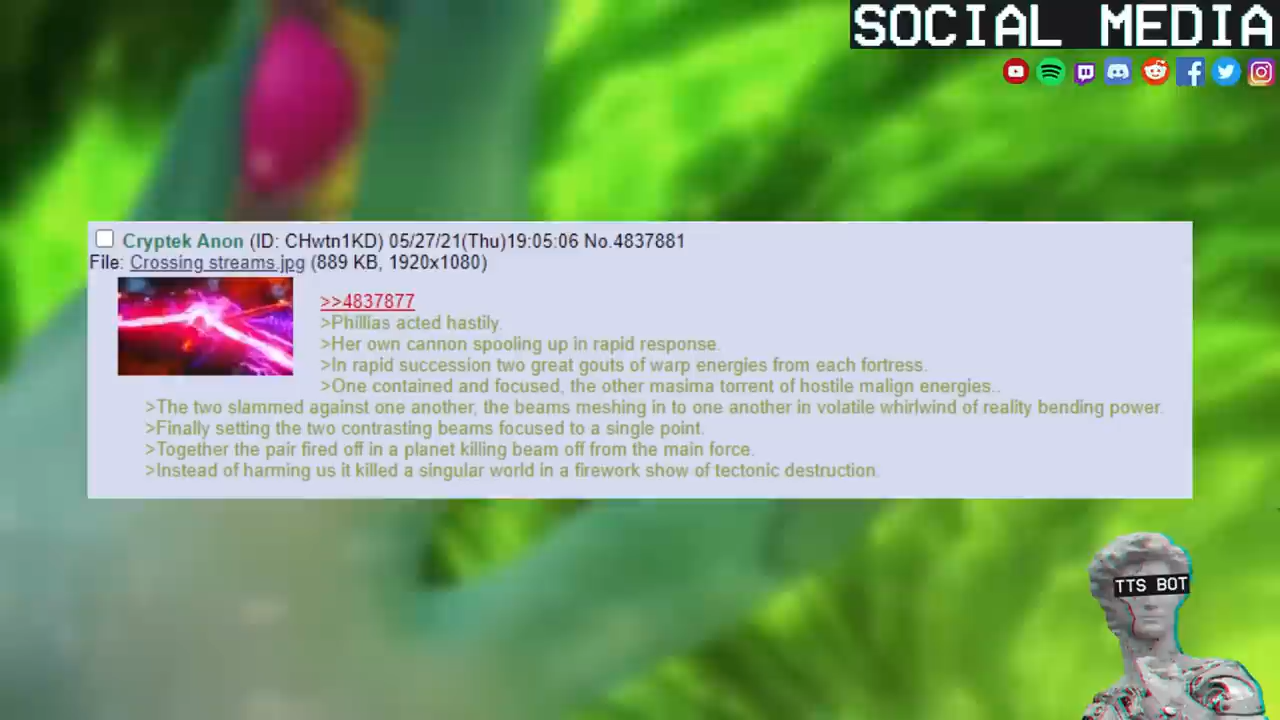 SOCIAL MEDIA
Cryptek Anon (ID: CHwtn1KD) 05/27/21(Thu)19:05:06 No.4837881
File: Crossing streams.jpg (889 KB, 1920x1080)
>>4837877
>Phillias acted hastily.
>Her own cannon spooling up in rapid response.
>In rapid succession two great gouts of warp energies from each fortress.
>One contained and focused, the other masima torrent of hostile malign energies..
>The two slammed against one another, the beams meshing in to one another in volatile whirlwind of reality bending power.
>Finally setting the two contrasting beams focused to a single point.
>Together the pair fired off in a planet killing beam off from the main force.
>Instead of harming us it killed a singular world in a firework show of tectonic destruction.
TTS BOT